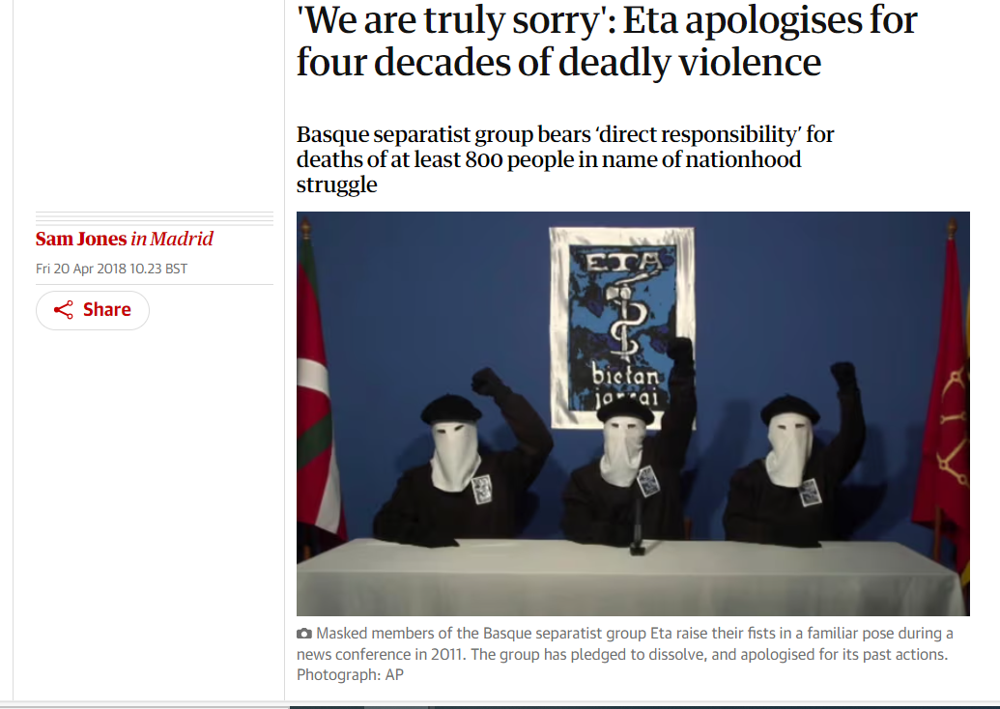 'We are truly sorry': Eta apologises for
four decades of deadly violence
Basque separatist group bears ‘direct responsibility’ for
deaths of at least 800 people in name of nationhood
struggle
Sam Jones in Madrid
Fri 20 Apr 2018 10.23 BST
Share
ETA
bietan
jarrai
Masked members of the Basque separatist group Eta raise their fists in a familiar pose during a
news conference in 2011. The group has pledged to dissolve, and apologised for its past actions.
Photograph: AP